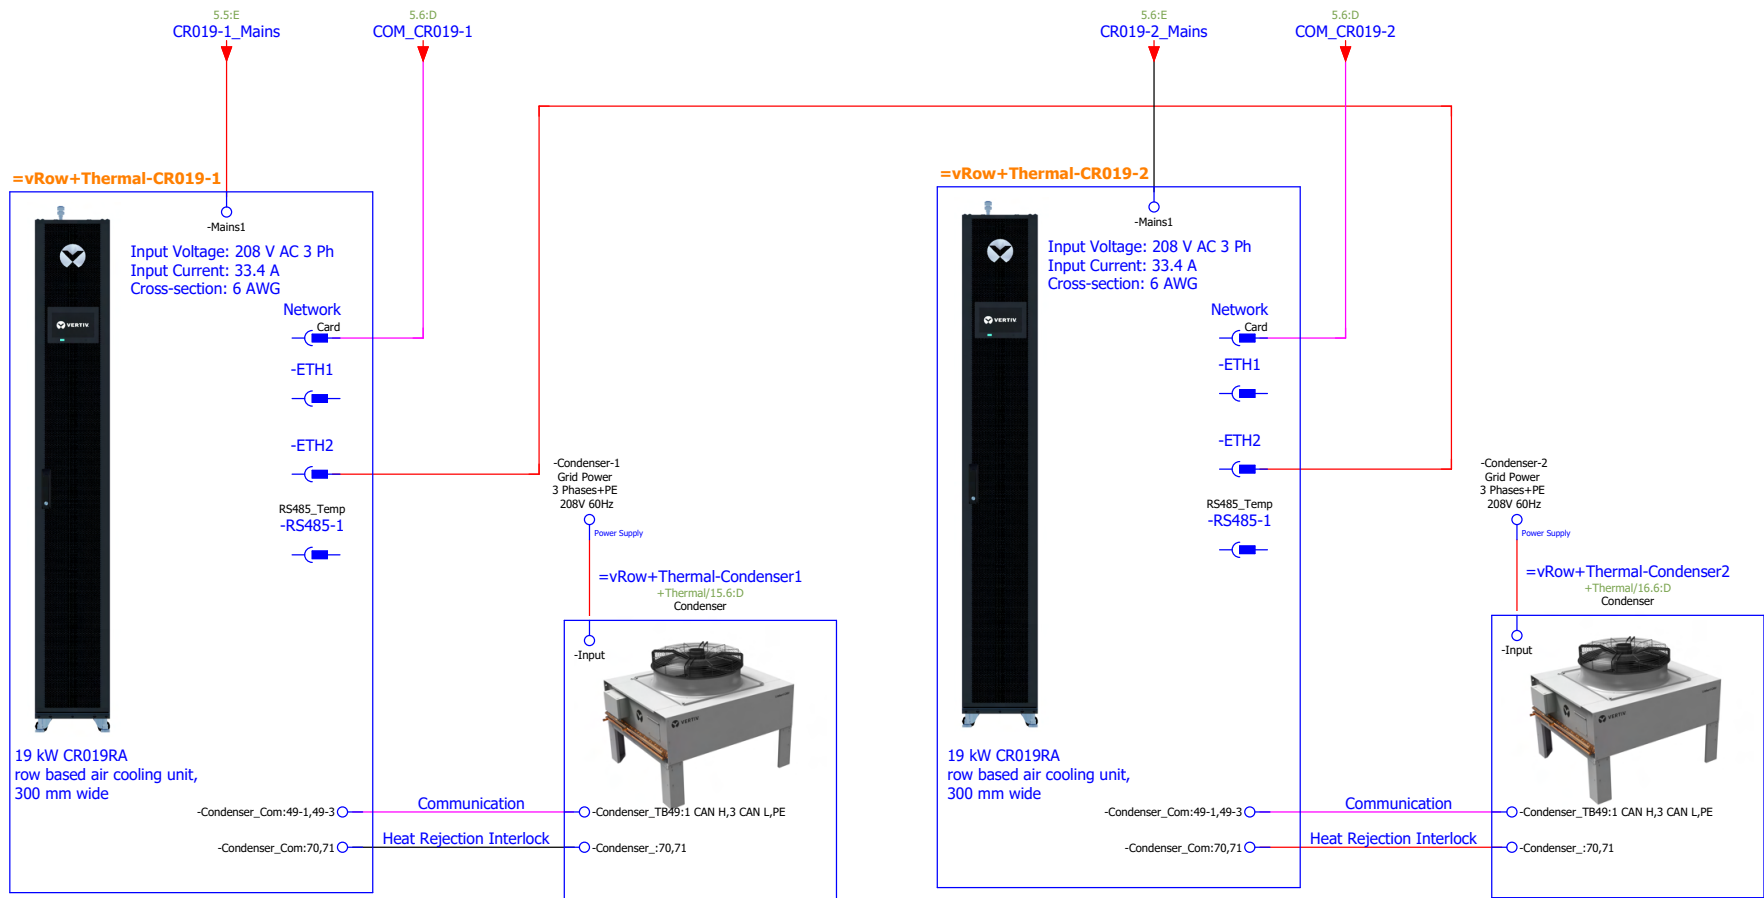 5.5:E
CR019-1_Mains
5.6:D
COM_CR019-1
5.6:E
CR019-2_Mains
5.6:D
COM_CR019-2
=vRow+Thermal-CR019-1
-Mains1
Input Voltage: 208 V AC 3 Ph
Input Current: 33.4 A
Cross-section: 6 AWG
Network
Card
VERTIV
-ETH1
-ETH2
RS485_Temp
-RS485-1
19 kW CR019RA
row based air cooling unit,
300 mm wide
-Condenser_Com:49-1,49-3
-Condenser_Com:70,71
Communication
Heat Rejection Interlock
-Condenser-1
Grid Power
3 Phases+PE
208V 60Hz
Power Supply
=vRow+Thermal-Condenser1
+Thermal/15.6:D
Condenser
-Input
VERTIV
-Condenser_TB49:1 CAN H,3 CAN L,PE
-Condenser_:70,71
=vRow+Thermal-CR019-2
-Mains1
Input Voltage: 208 V AC 3 Ph
Input Current: 33.4 A
Cross-section: 6 AWG
Network
Card
VERTIV
-ETH1
-ETH2
RS485_Temp
-RS485-1
19 kW CR019RA
row based air cooling unit,
300 mm wide
-Condenser_Com:49-1,49-3
-Condenser_Com:70,71
Communication
Heat Rejection Interlock
-Condenser-2
Grid Power
3 Phases+PE
208V 60Hz
Power Supply
=vRow+Thermal-Condenser2
+Thermal/16.6:D
Condenser
-Input
VERTIV
-Condenser_TB49:1 CAN H,3 CAN L,PE
-Condenser_:70,71